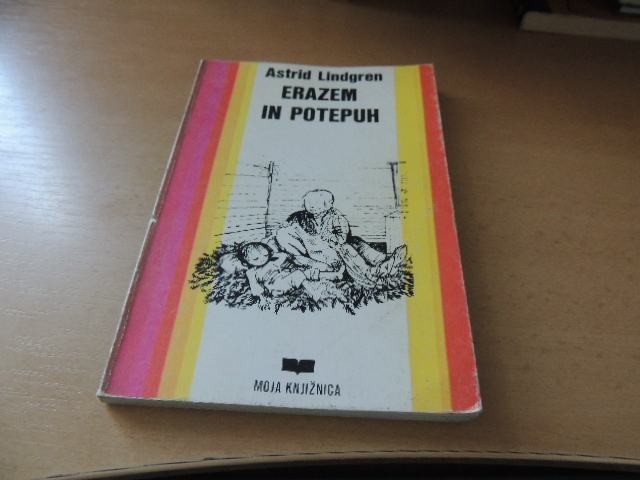 Astrid Lindgren
ERAZEM
IN POTEPUH
MOJA KNJIŽNICA